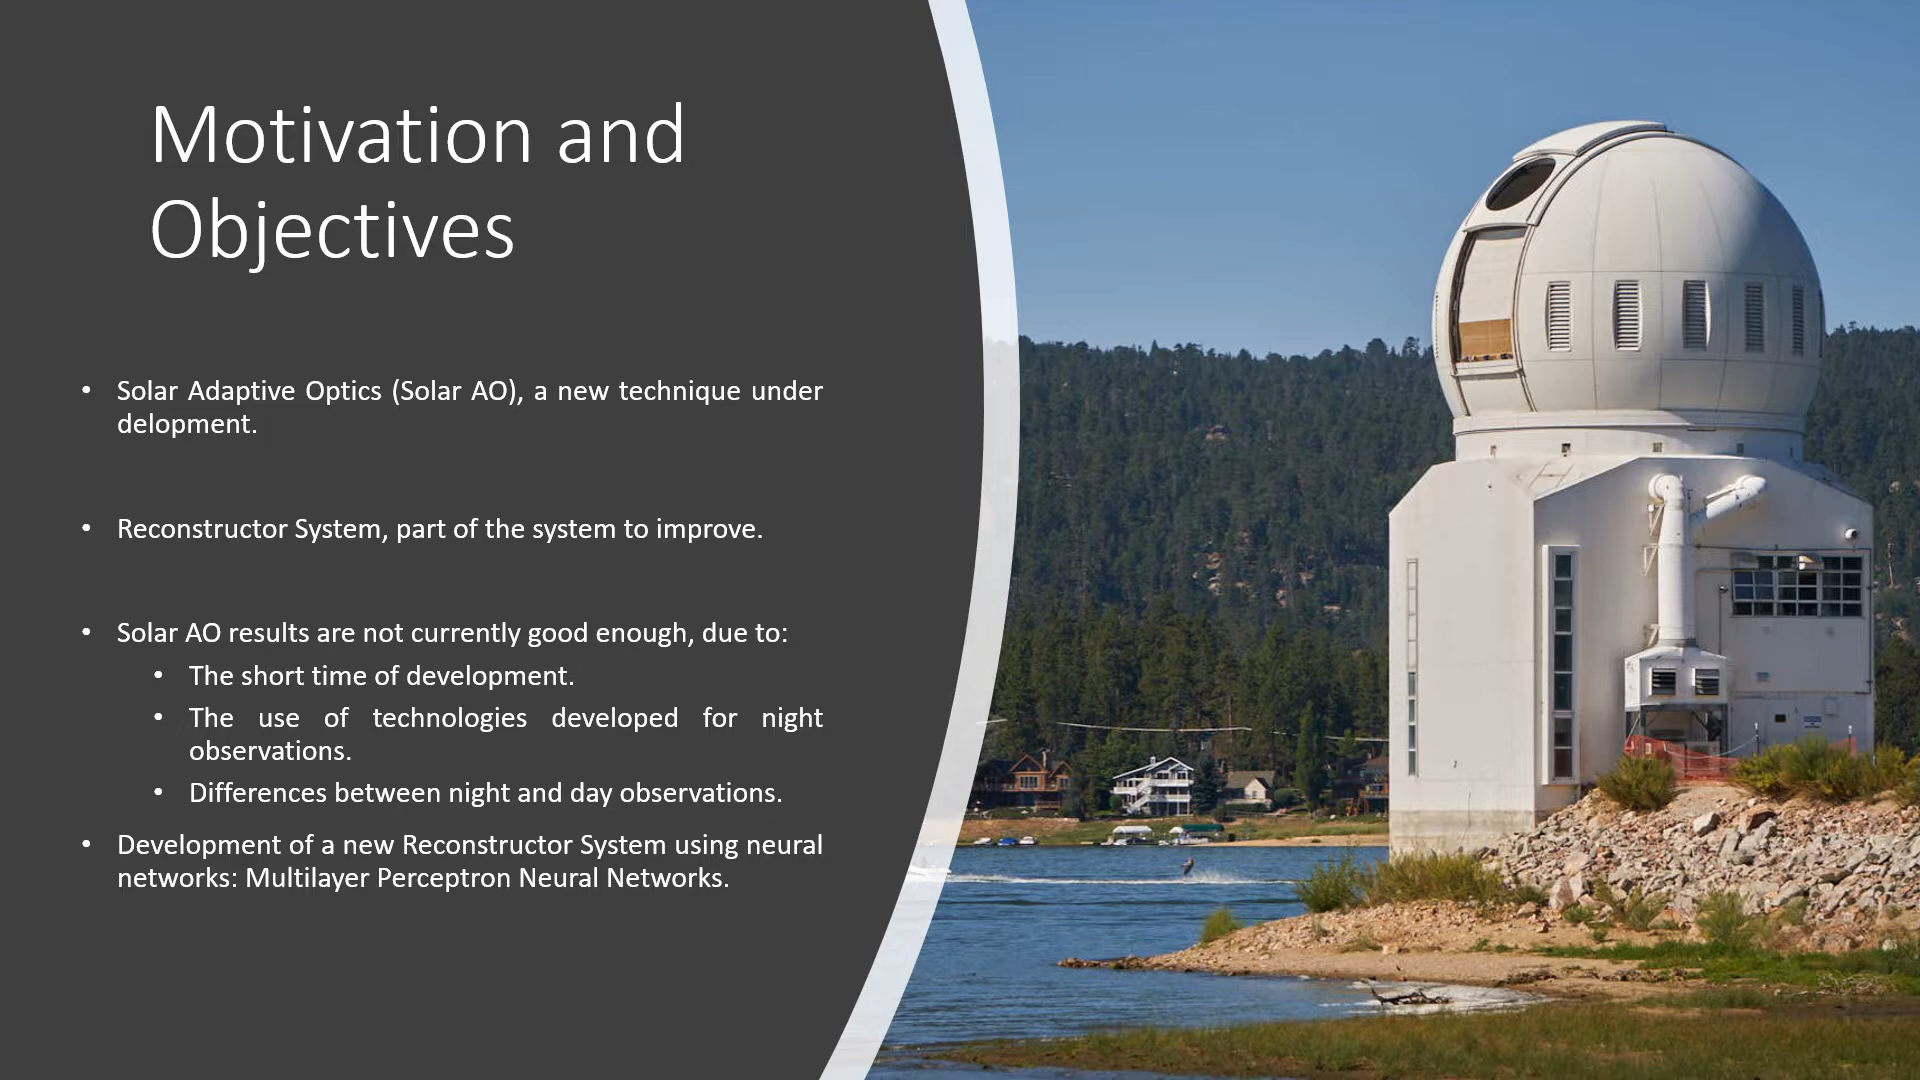 Motivation and
Objectives
• Solar Adaptive Optics (Solar AO), a new technique under
delopment.
• Reconstructor System, part of the system to improve.
• Solar AO results are not currently good enough, due to:
• The short time of development.
• The use of technologies developed for night
observations.
• Differences between night and day observations.
• Development of a new Reconstructor System using neural
networks: Multilayer Perceptron Neural Networks.